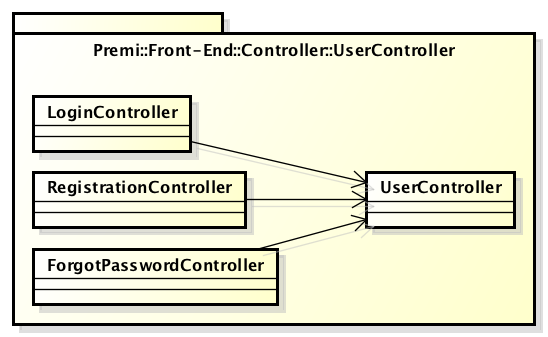 Premi::Front-End::Controller::UserController
LoginController
RegistrationController
UserController
ForgotPasswordController